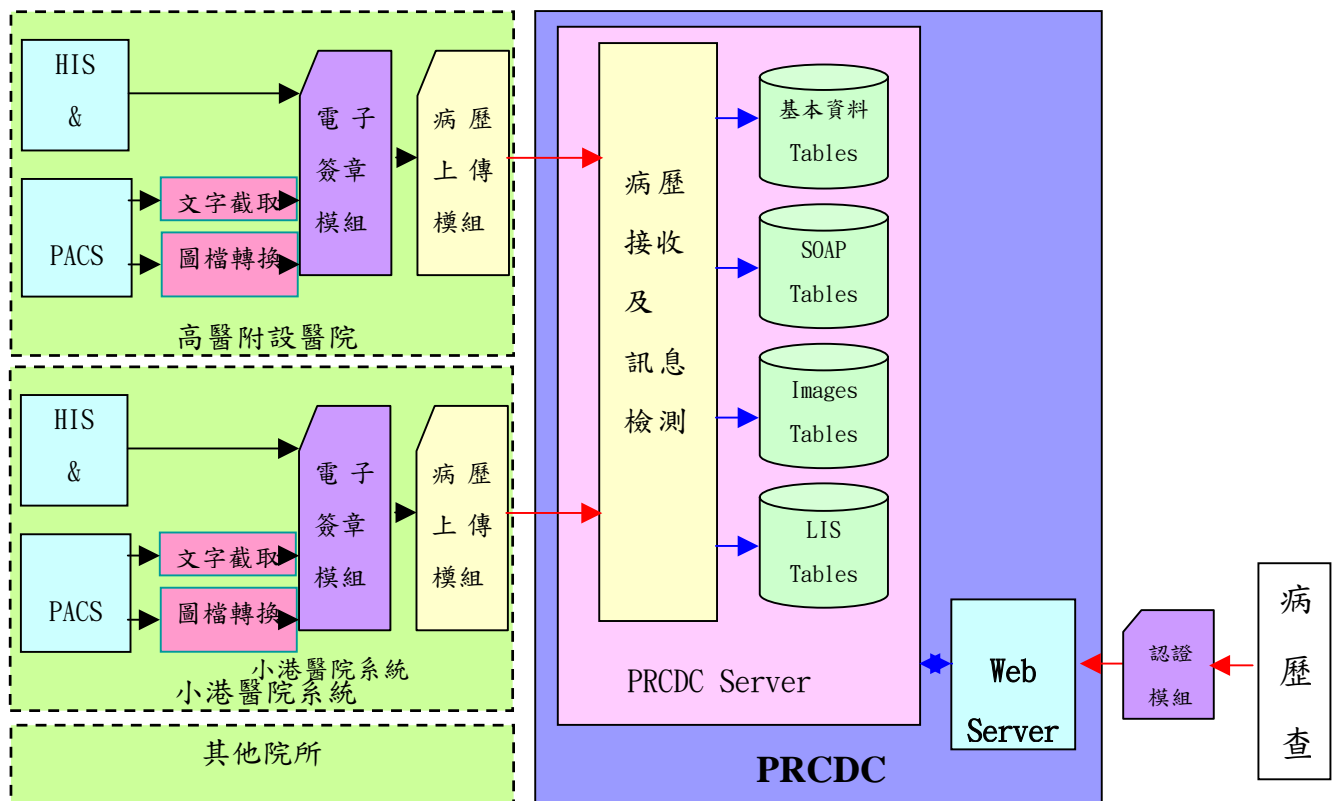 HIS
&
PACS
文字截取
圖檔轉換
電子
簽章
模組
病歷
上傳
模組
高醫附設醫院
HIS
&
PACS
文字截取
圖檔轉換
電子
簽章
模組
病歷
上傳
模組
小港醫院系統
小港醫院系統
其他院所
病歷
接收
及
訊息
檢測
基本資料
Tables
SOAP
Tables
Images
Tables
LIS
Tables
PRCDC Server
Web
Server
PRCDC
認證
模組
病
歷
查